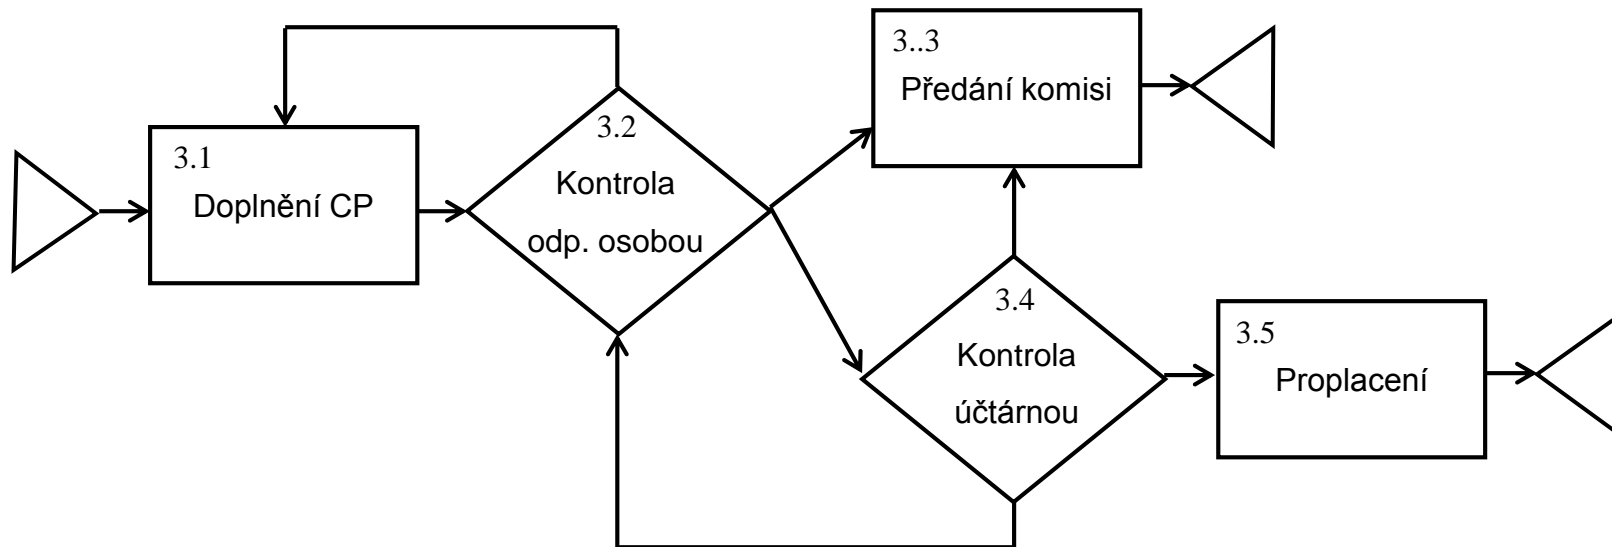 3.1
Doplnění CP
3.2
Kontrola
odp. osobou
3..3
Předání komisi
3.4
Kontrola
účtárnou
3.5
Proplacení